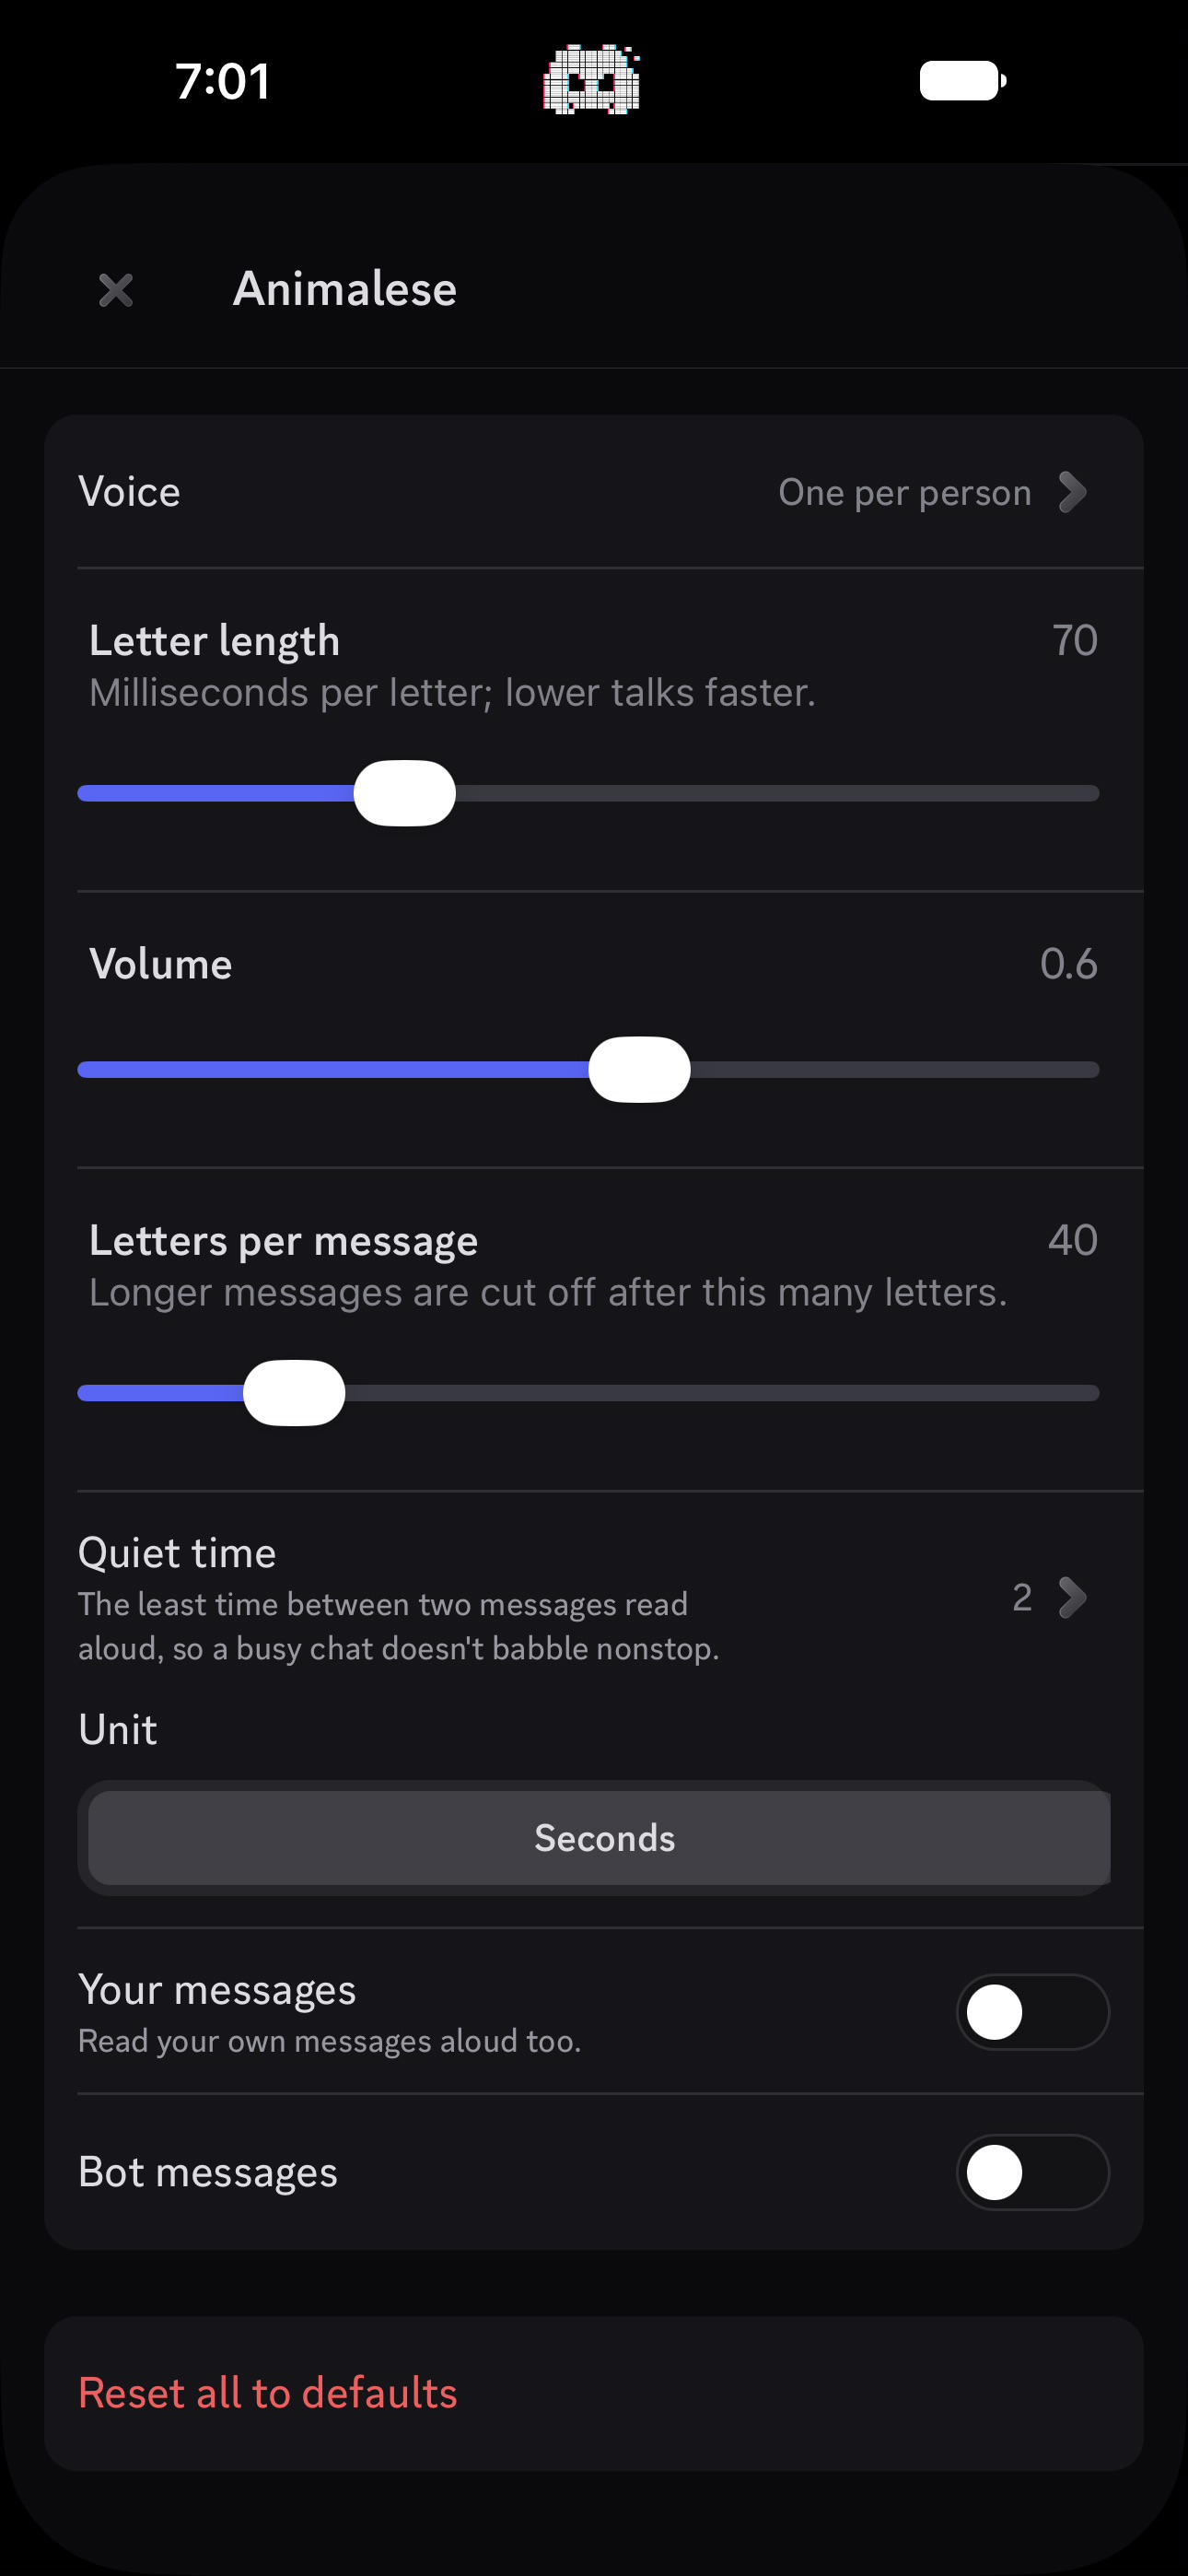 7:01
Animalese
Voice
One per person
Letter length
70
Milliseconds per letter; lower talks faster.
Volume
0.6
Letters per message
40
Longer messages are cut off after this many letters.
Quiet time
The least time between two messages read
aloud, so a busy chat doesn't babble nonstop.
2
Unit
Seconds
Your messages
Read your own messages aloud too.
Bot messages
Reset all to defaults